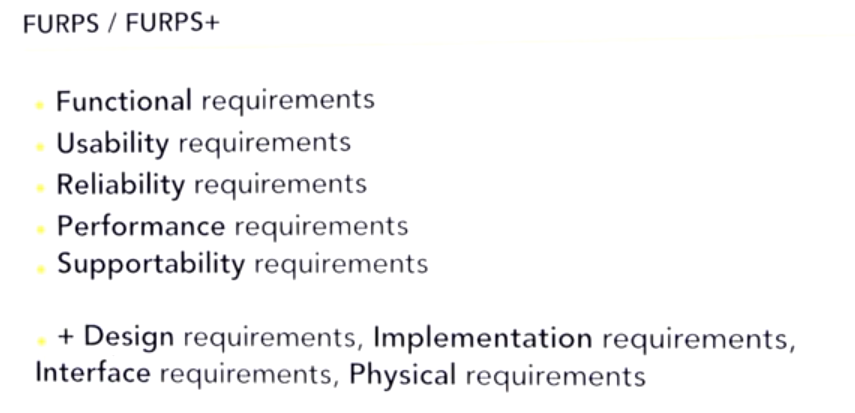 FURPS / FURPS+
Functional requirements
Usability requirements
Reliability requirements
Performance requirements
Supportability requirements
+ Design requirements, Implementation requirements,
Interface requirements, Physical requirements